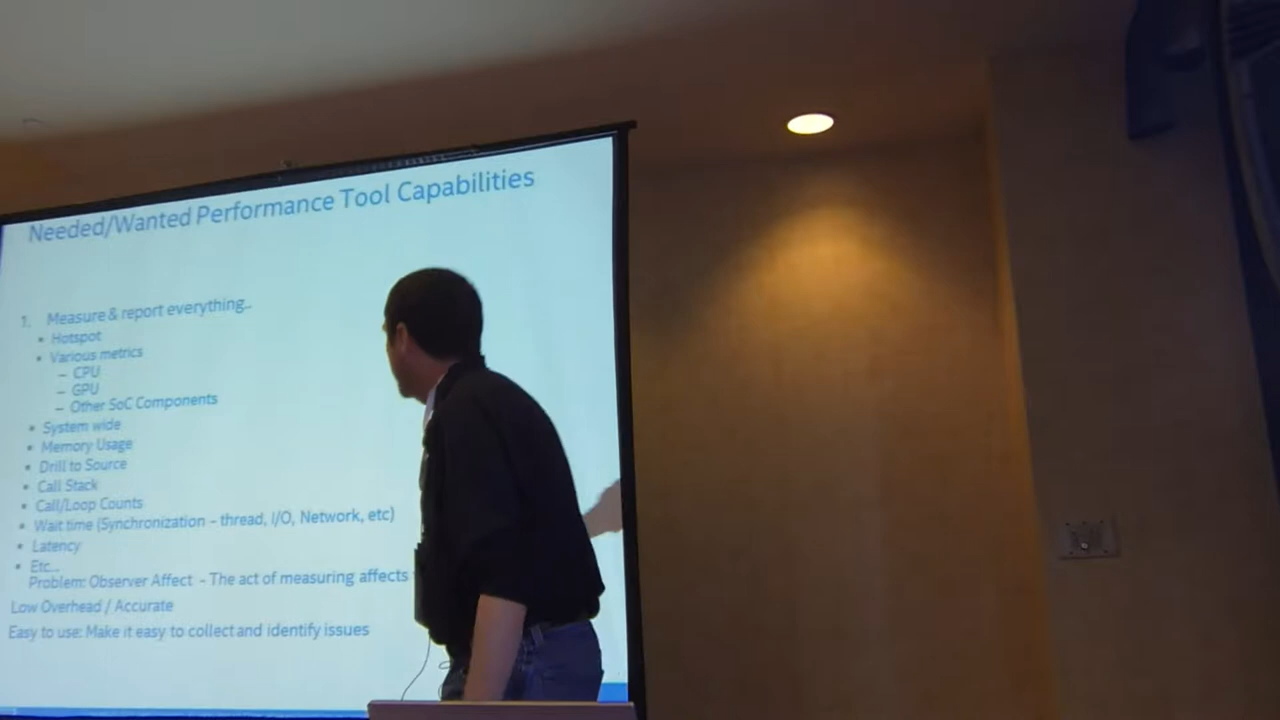 Needed/Wanted Performance Tool Capabilities
1. Measure & report everything..
• Hotspot
• Various metrics
– CPU
– GPU
– Other SoC Components
• System wide
• Memory Usage
• Drill to Source
• Call Stack
• Call/Loop Counts
• Wait time (Synchronization – thread, I/O, Network, etc)
• Latency
• Etc...
Problem: Observer Affect - The act of measuring affects
Low Overhead / Accurate
Easy to use: Make it easy to collect and identify issues